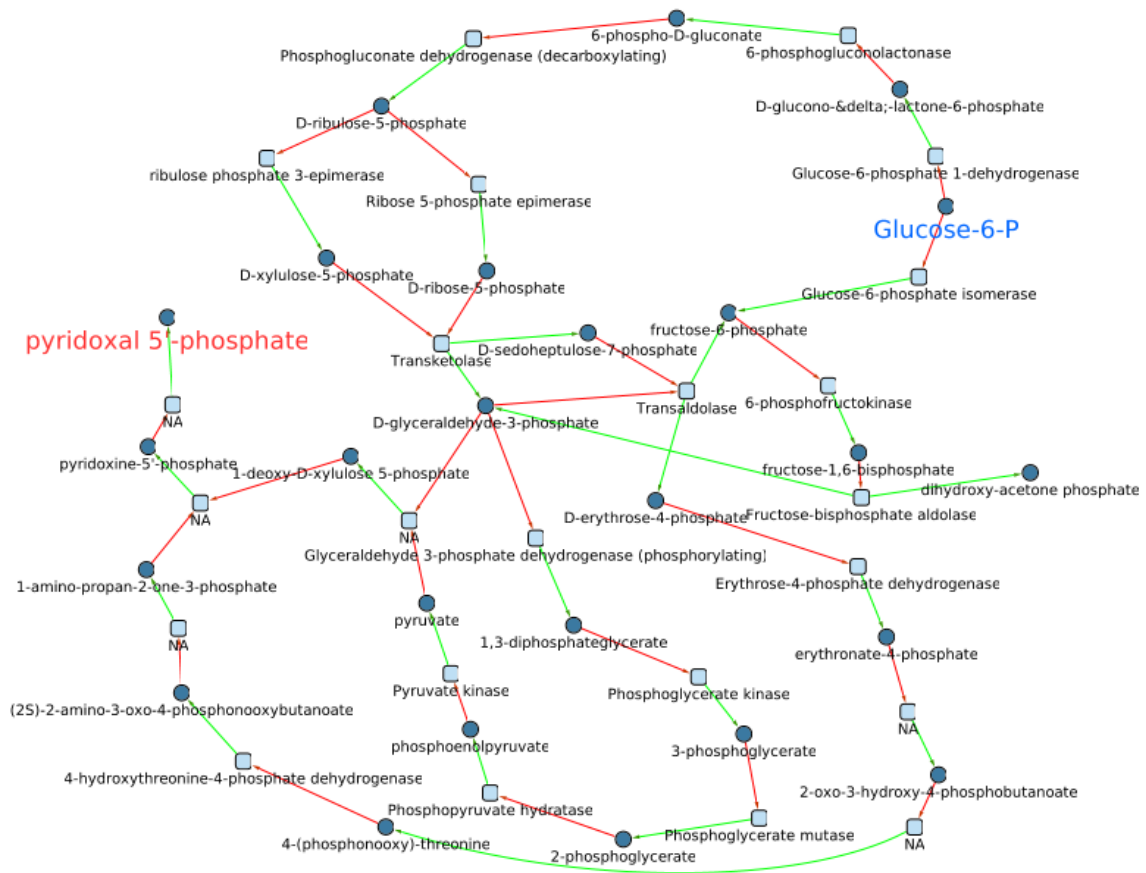 6-phospho-D-gluconate
Phosphogluconate dehydrogenase (decarboxylating)
6-phosphogluconolactonase
D-glucono-&delta;-lactone-6-phosphate
D-ribulose-5-phosphate
ribulose phosphate 3-epimerase
Glucose-6-phosphate 1-dehydrogenase
Ribose 5-phosphate epimerase
Glucose-6-P
D-xylulose-5-phosphate
D-ribose-5-phosphate
Glucose-6-phosphate isomerase
fructose-6-phosphate
pyridoxal 5'-phosphate
D-sedoheptulose-7-phosphate
Transketolase
Transaldolase
6-phosphofructokinase
NA
D-glyceraldehyde-3-phosphate
pyridoxine-5'-phosphate
1-deoxy-D-xylulose 5-phosphate
fructose-1,6-bisphosphate
dihydroxy-acetone phosphate
NA
D-erythrose-4-phosphate
Fructose-bisphosphate aldolase
NA
Glyceraldehyde 3-phosphate dehydrogenase (phosphorylating)
1-amino-propan-2-one-3-phosphate
Erythrose-4-phosphate dehydrogenase
pyruvate
NA
1,3-diphosphateglycerate
erythronate-4-phosphate
Pyruvate kinase
Phosphoglycerate kinase
(2S)-2-amino-3-oxo-4-phosphonooxybutanoate
NA
phosphoenolpyruvate
3-phosphoglycerate
4-hydroxythreonine-4-phosphate dehydrogenase
2-oxo-3-hydroxy-4-phosphobutanoate
Phosphopyruvate hydratase
Phosphoglycerate mutase
NA
4-(phosphonooxy)-threonine
2-phosphoglycerate